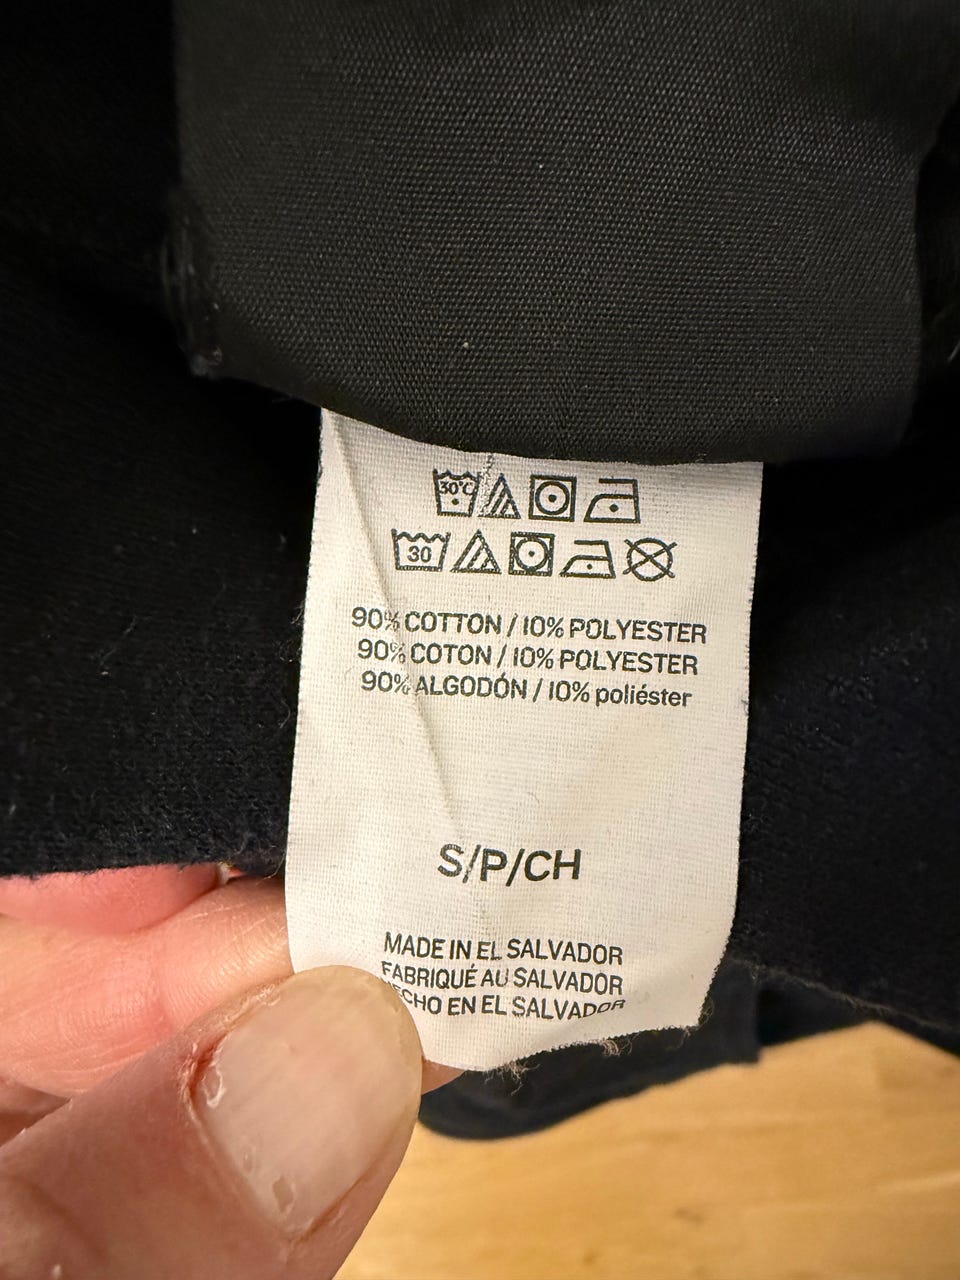 30°C
30
90% COTTON / 10% POLYESTER
90% COTON / 10% POLYESTER
90% ALGODÓN / 10% poliéster
S/P/CH
MADE IN EL SALVADOR
FABRIQUÉ AU SALVADOR
ECHO EN EL SALVADOR